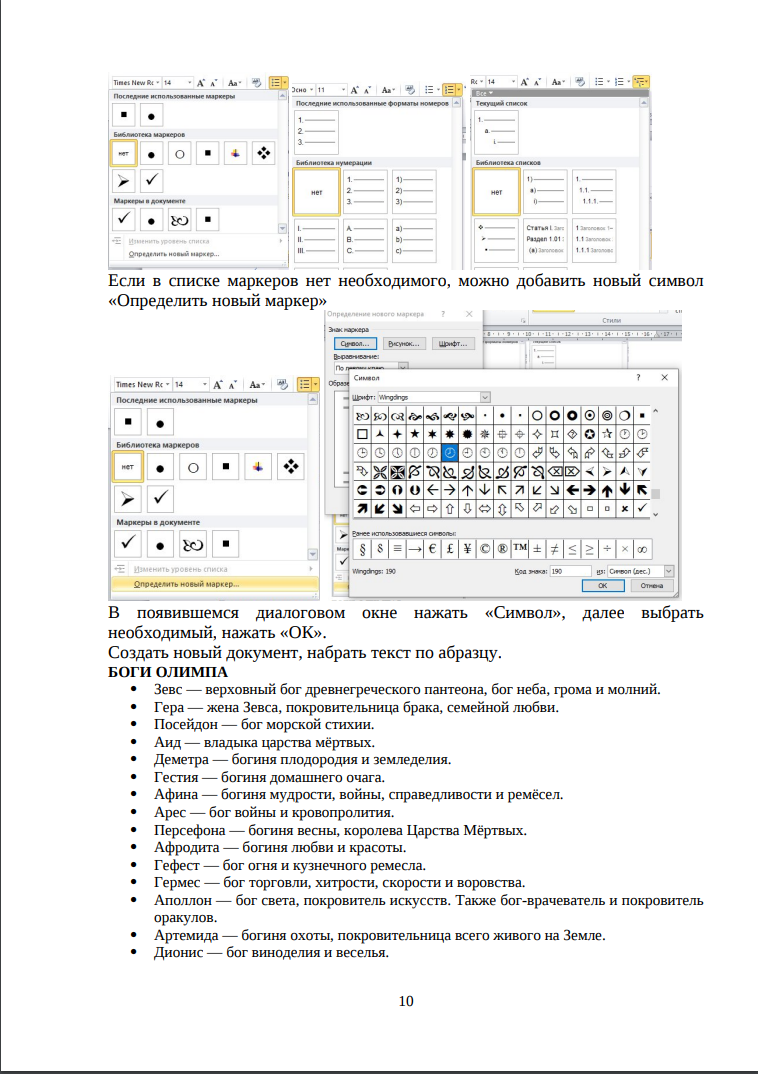 Times New Rc 14 Aa
Последние использованные маркеры
Библиотека маркеров
нет
Маркеры в документе
Изменить уровень списка
Определить новый маркер...
11 Aa
Последние использованные форматы номеров
1.
2.
3.
Библиотека нумерации
нет
1.
2.
3.
1)
2)
3)
I.
II.
III.
A.
B.
C.
a)
b)
c)
14 Aa
Все
Текущий список
1.
a.
i.
Библиотека списков
нет
1)
a)
i)
1.
1.1.
1.1.1.
Статья I. Заг
Раздел 1.01
(a) Заголово
1 Заголовок 1
1.1 Заголовок
1.1.1 Заголово
Если в списке маркеров нет необходимого, можно добавить новый символ
«Определить новый маркер»
Определение нового маркера ? ×
Знак маркера
Символ... Рисунок... Шрифт...
Выравнивание:
По левому краю
Стили
Times New Rc 14 Aa
Последние использованные маркеры
Библиотека маркеров
нет
Маркеры в документе
Изменить уровень списка
Определить новый маркер...
Символ ? ×
Шрифт: Wingdings
Ранее использовавшиеся символы:
§ § ≡ → € £ ¥ © ® ™ ± ≠ ≤ ≥ ÷ × ∞
Wingdings: 190 Код знака: 190 из: Символ (дес.)
ОК Отмена
В появившемся диалоговом окне нажать «Символ», далее выбрать
необходимый, нажать «ОК».
Создать новый документ, набрать текст по абразцу.
БОГИ ОЛИМПА
• Зевс — верховный бог древнегреческого пантеона, бог неба, грома и молний.
• Гера — жена Зевса, покровительница брака, семейной любви.
• Посейдон — бог морской стихии.
• Аид — владыка царства мёртвых.
• Деметра — богиня плодородия и земледелия.
• Гестия — богиня домашнего очага.
• Афина — богиня мудрости, войны, справедливости и ремёсел.
• Арес — бог войны и кровопролития.
• Персефона — богиня весны, королева Царства Мёртвых.
• Афродита — богиня любви и красоты.
• Гефест — бог огня и кузнечного ремесла.
• Гермес — бог торговли, хитрости, скорости и воровства.
• Аполлон — бог света, покровитель искусств. Также бог-врачеватель и покровитель
оракулов.
• Артемида — богиня охоты, покровительница всего живого на Земле.
• Дионис — бог виноделия и веселья.
10